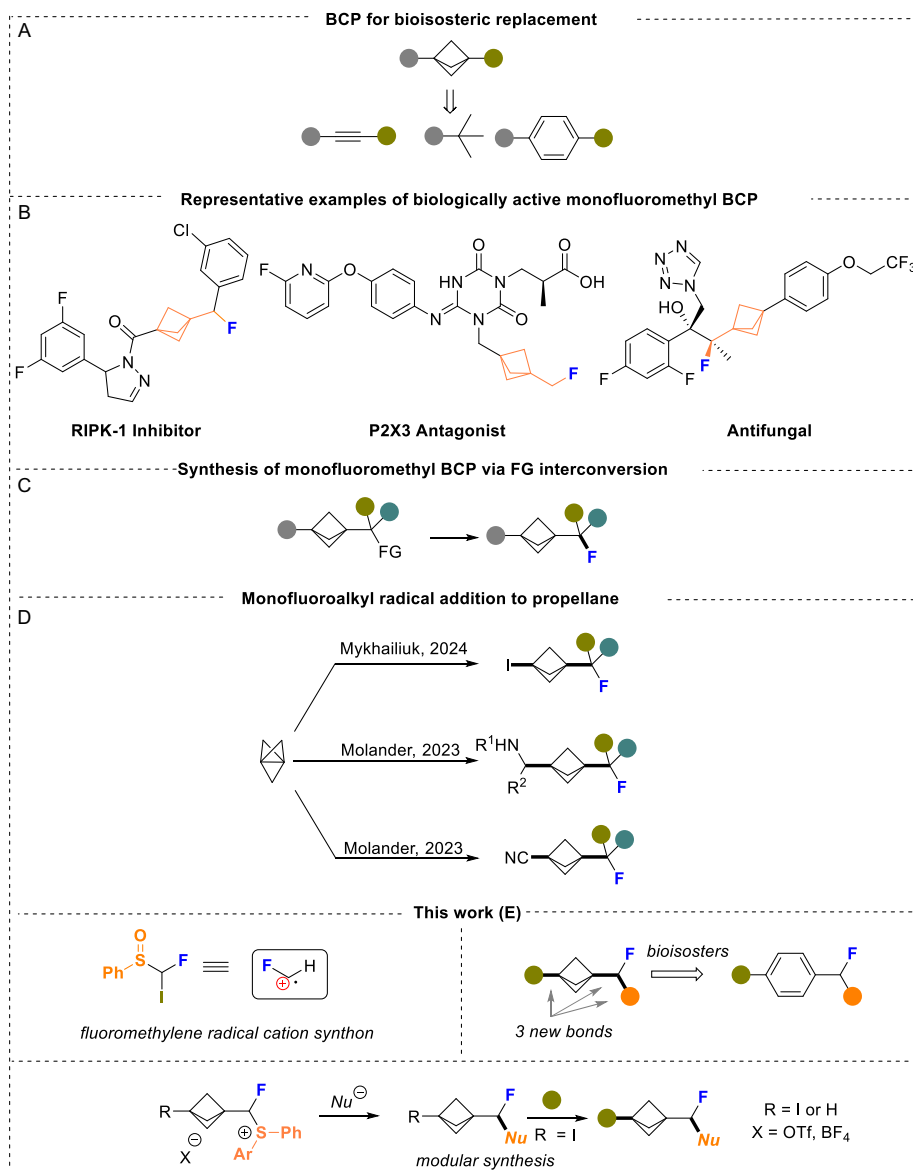 A
BCP for bioisosteric replacement
B
Representative examples of biologically active monofluoromethyl BCP
Cl
F
F
O
N
N
F
F
N
O
N
HN
O
N
O
N
O
OH
F
N
N
N
N
HO
F
F
F
O
CF3
RIPK-1 Inhibitor
P2X3 Antagonist
Antifungal
C
Synthesis of monofluoromethyl BCP via FG interconversion
FG
F
D
Monofluoroalkyl radical addition to propellane
Mykhailiuk, 2024
I
F
Molander, 2023
R1HN
R2
F
Molander, 2023
NC
F
This work (E)
O
Ph
S
F
I
F
H
+
fluoromethylene radical cation synthon
F
bioisosters
F
3 new bonds
R
F
S
Ph
Ar
X
Nu
R
F
Nu
R = I
F
Nu
R = I or H
X = OTf, BF4
modular synthesis